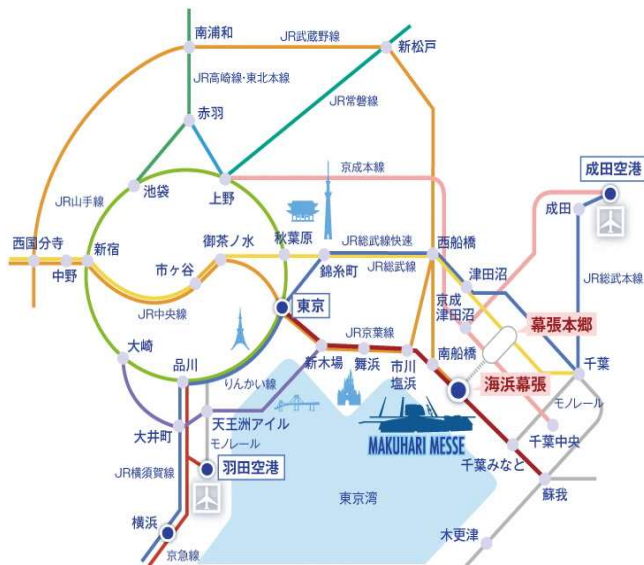 南浦和
JR武蔵野線
新松戸
JR高崎線・東北本線
赤羽
JR常磐線
京成本線
成田空港
池袋
上野
JR山手線
成田
西国分寺
中野
新宿
御茶ノ水
秋葉原
JR総武線快速
JR総武線
西船橋
市ヶ谷
錦糸町
津田沼
JR総武本線
JR中央線
東京
京成
津田沼
幕張本郷
大崎
品川
JR京葉線
新木場
舞浜
市川
塩浜
南船橋
千葉
りんかい線
海浜幕張
モノレール
大井町
天王洲アイル
モノレール
MAKUHARI MESSE
千葉中央
千葉みなと
JR横須賀線
羽田空港
東京湾
蘇我
横浜
京急線
木更津